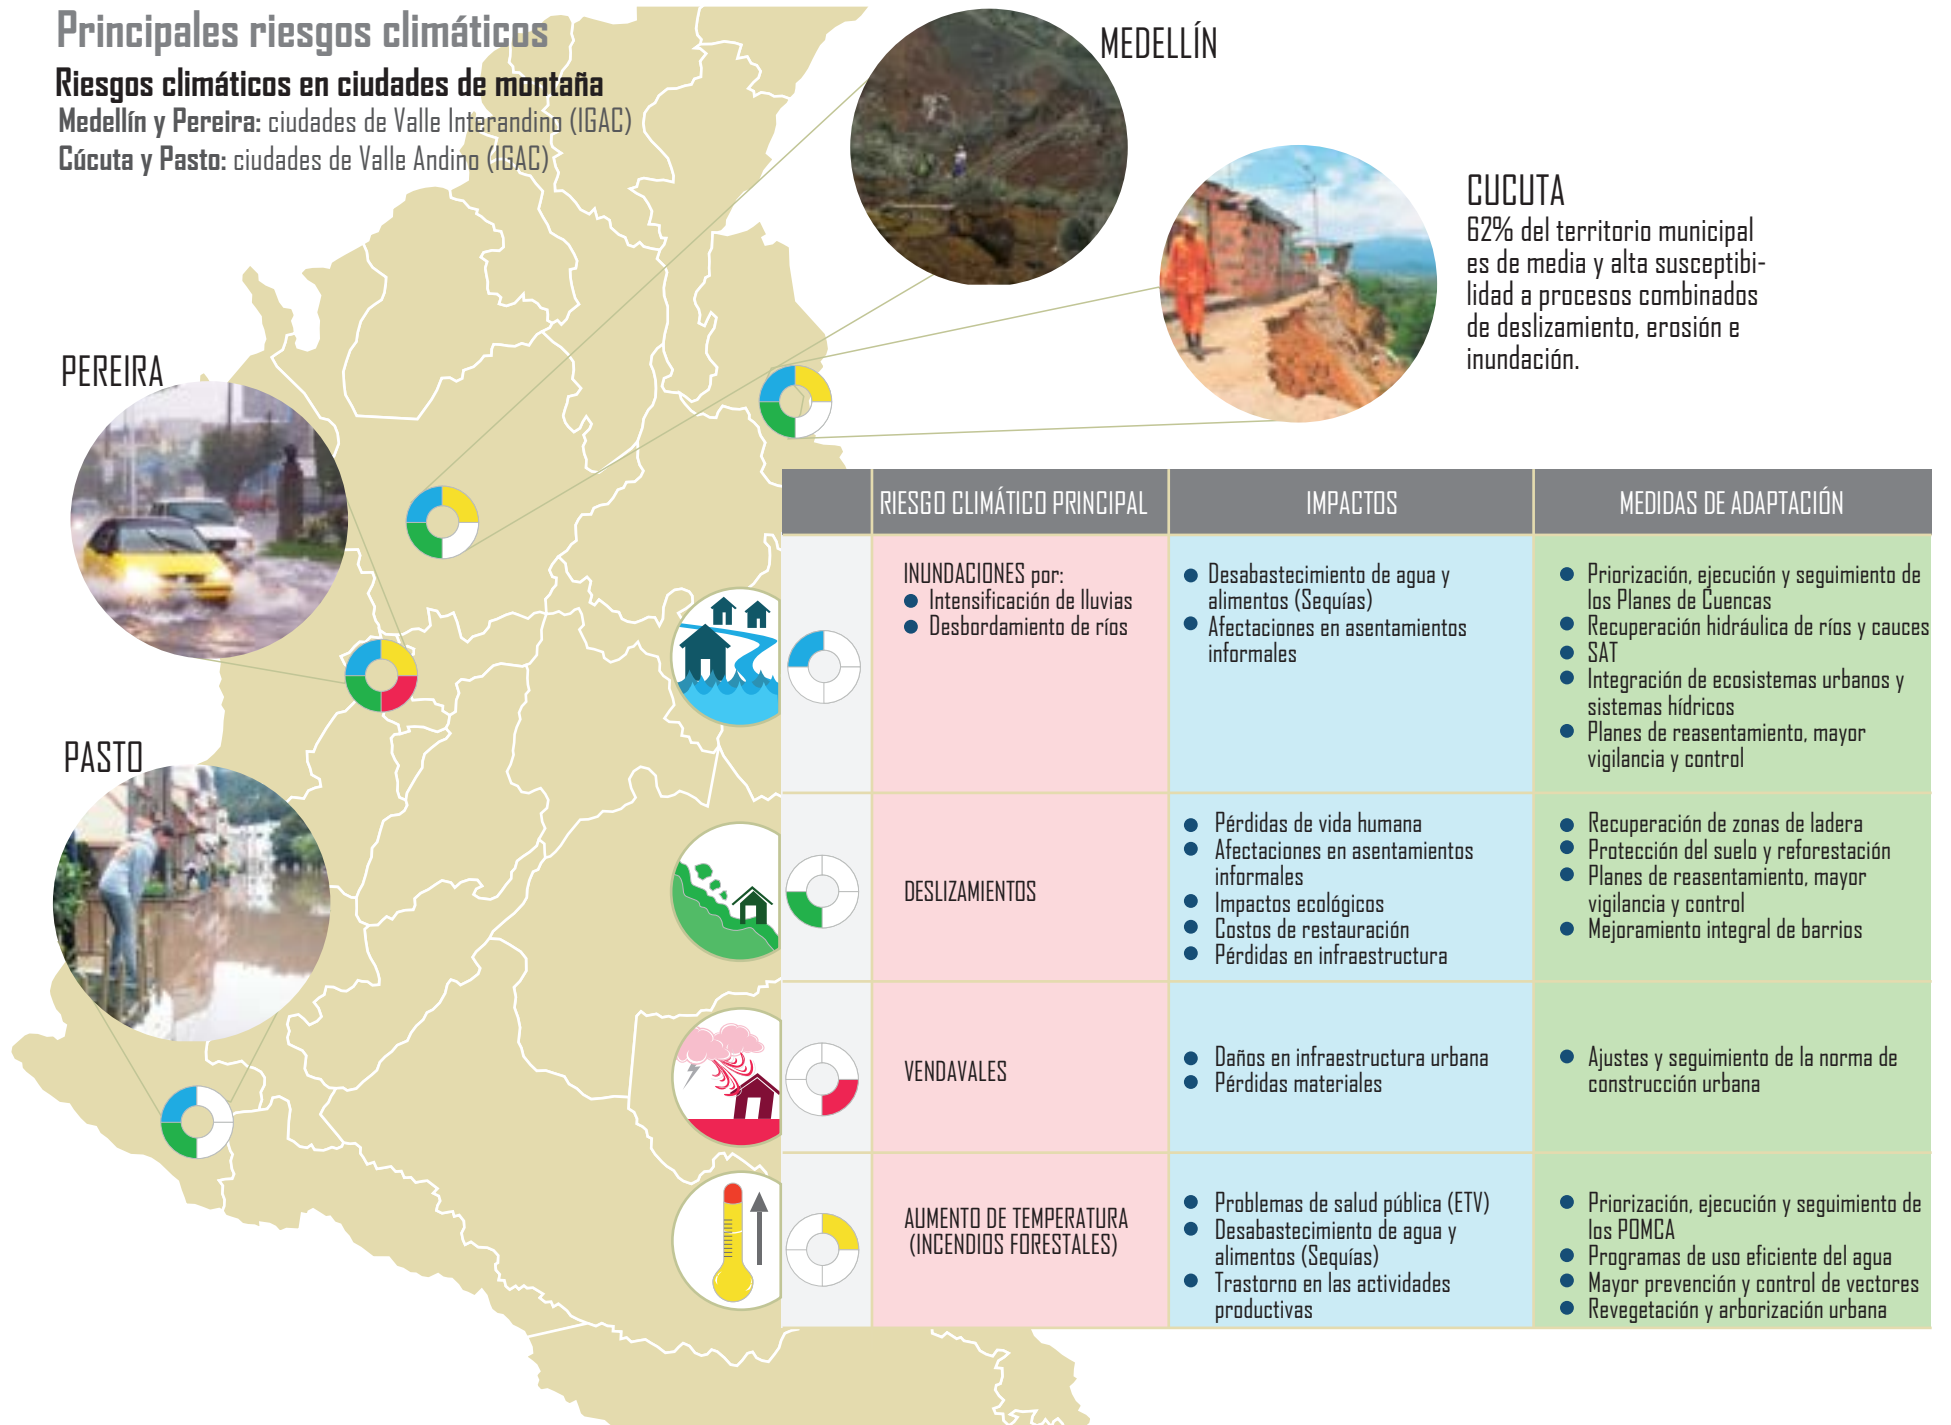 Principales riesgos climáticos
Riesgos climáticos en ciudades de montaña
Medellín y Pereira: ciudades de Valle Interandino (IGAC)
Cúcuta y Pasto: ciudades de Valle Andino (IGAC)
MEDELLÍN
CUCUTA
62% del territorio municipal
es de media y alta susceptibi-
lidad a procesos combinados
de deslizamiento, erosión e
inundación.
PEREIRA
PASTO
RIESGO CLIMÁTICO PRINCIPAL
IMPACTOS
MEDIDAS DE ADAPTACIÓN
INUNDACIONES por:
Intensificación de lluvias
Desbordamiento de ríos
Desabastecimiento de agua y
alimentos (Sequías)
Afectaciones en asentamientos
informales
Priorización, ejecución y seguimiento de
los Planes de Cuencas
Recuperación hidráulica de ríos y cauces
SAT
Integración de ecosistemas urbanos y
sistemas hídricos
Planes de reasentamiento, mayor
vigilancia y control
DESLIZAMIENTOS
Pérdidas de vida humana
Afectaciones en asentamientos
informales
Impactos ecológicos
Costos de restauración
Pérdidas en infraestructura
Recuperación de zonas de ladera
Protección del suelo y reforestación
Planes de reasentamiento, mayor
vigilancia y control
Mejoramiento integral de barrios
VENDAVALES
Daños en infraestructura urbana
Pérdidas materiales
Ajustes y seguimiento de la norma de
construcción urbana
AUMENTO DE TEMPERATURA
(INCENDIOS FORESTALES)
Problemas de salud pública (ETV)
Desabastecimiento de agua y
alimentos (Sequías)
Trastorno en las actividades
productivas
Priorización, ejecución y seguimiento de
los POMCA
Programas de uso eficiente del agua
Mayor prevención y control de vectores
Revegetación y arborización urbana